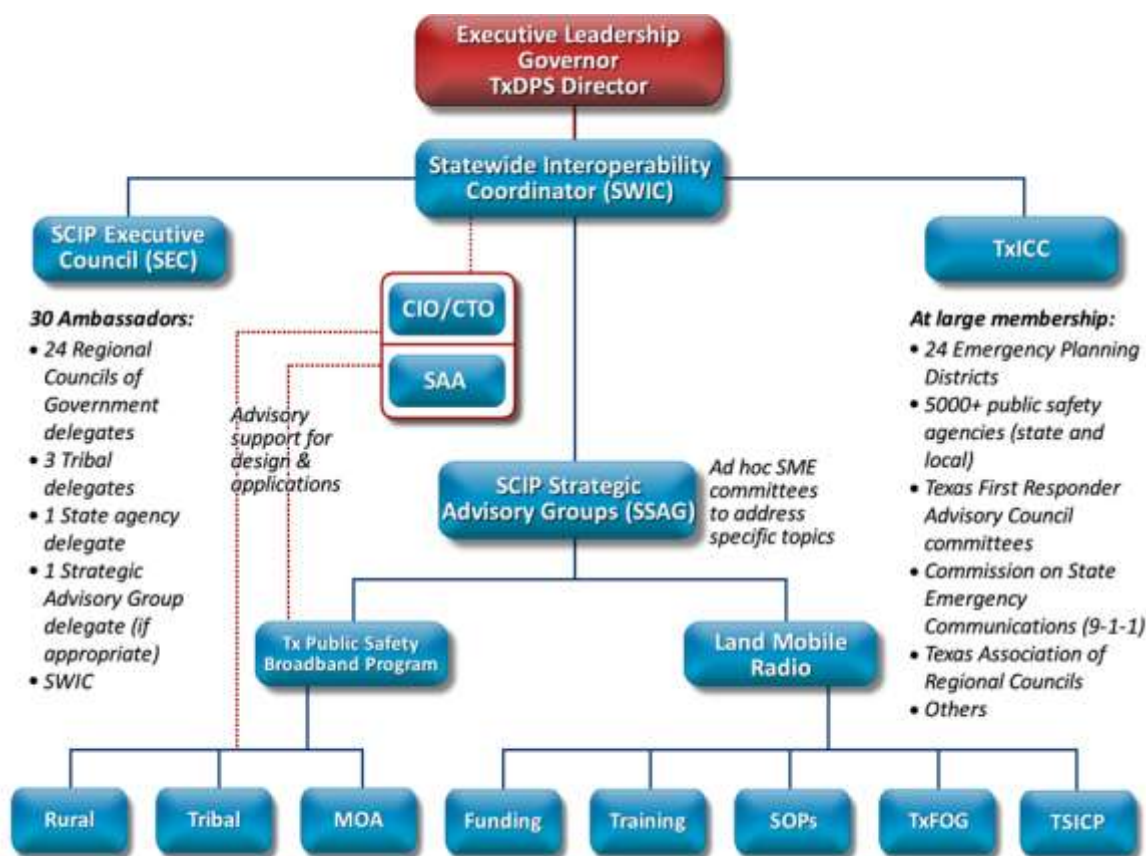 Executive Leadership
Governor
TxDPS Director
Statewide Interoperability
Coordinator (SWIC)
SCIP Executive
Council (SEC)
TxICC
CIO/CTO
SAA
30 Ambassadors:
• 24 Regional
Councils of
Government
delegates
• 3 Tribal
delegates
• 1 State agency
delegate
• 1 Strategic
Advisory Group
delegate (if
appropriate)
• SWIC
Advisory
support for
design &
applications
SCIP Strategic
Advisory Groups (SSAG)
Ad hoc SME
committees
to address
specific topics
At large membership:
• 24 Emergency Planning
Districts
• 5000+ public safety
agencies (state and
local)
• Texas First Responder
Advisory Council
committees
• Commission on State
Emergency
Communications (9-1-1)
• Texas Association of
Regional Councils
• Others
Tx Public Safety
Broadband Program
Land Mobile
Radio
Rural
Tribal
MOA
Funding
Training
SOPs
TxFOG
TSICP